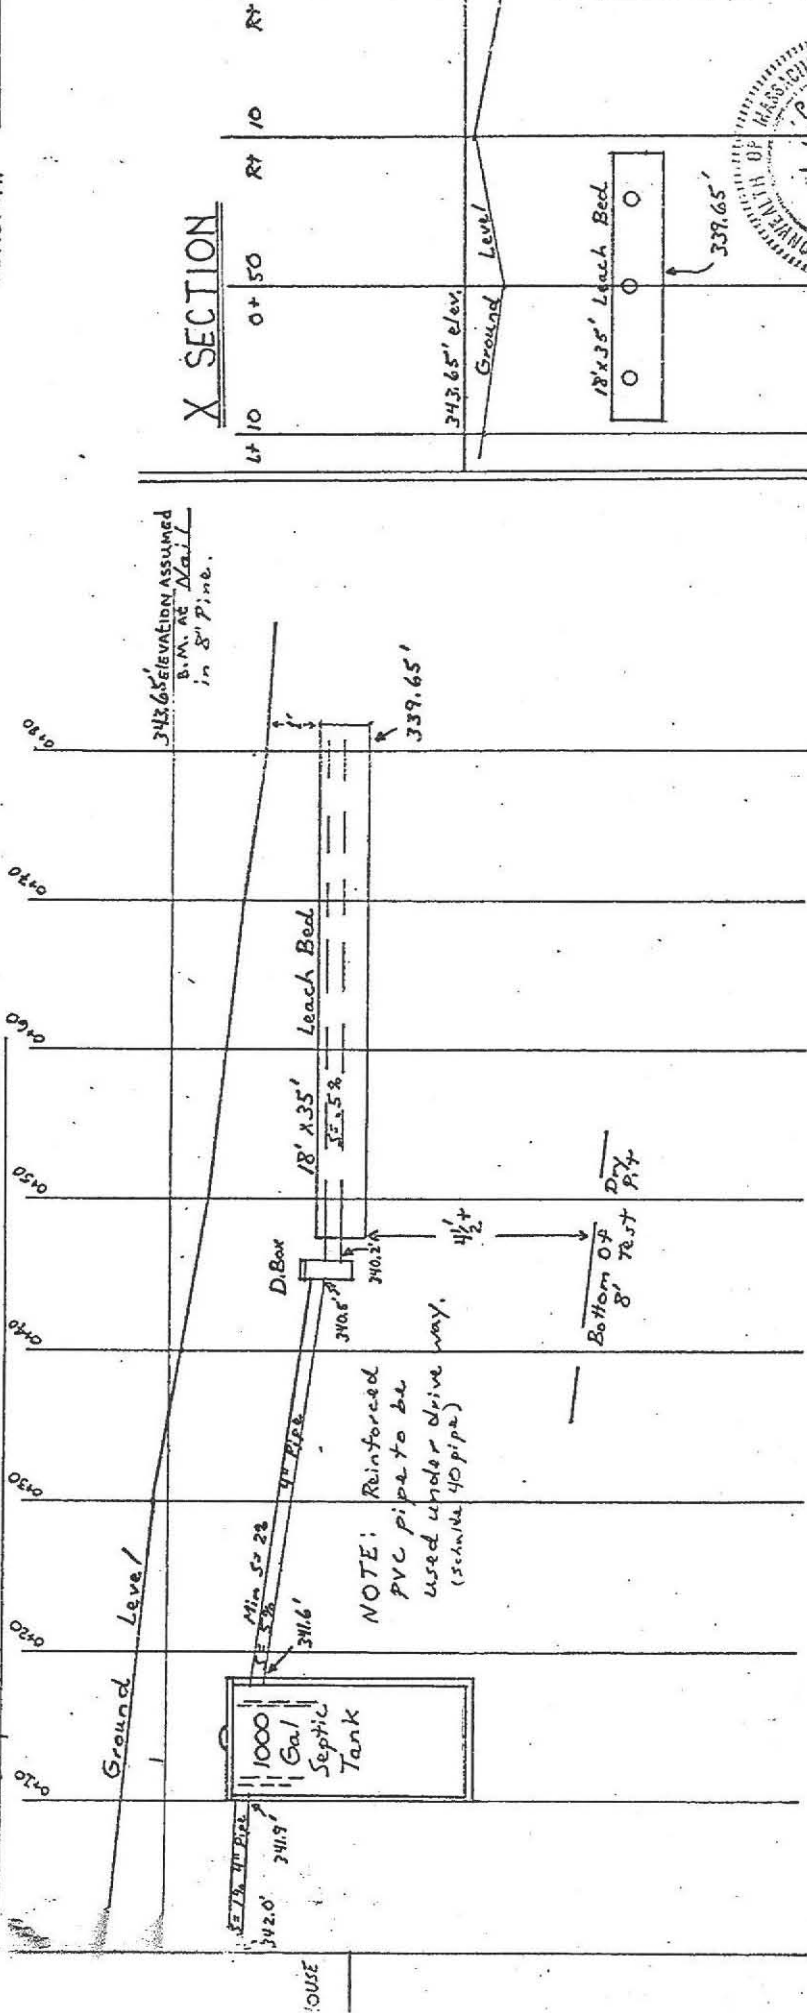 0+10
0+20
0+30
0+40
0+50
0+60
0+70
0+80
343.65' ELEVATION ASSUMED
B.M. At Nail
in 8" Pine.
Ground Level
S= 1% 4" Pipe
342.0'
341.9'
1000
Gal
Septic
Tank
Min S= 2%
S= 5%
4" Pipe
341.6'
D.Box
340.5'
340.2'
18' x 35' Leach Bed
S= .5%
339.65'
4 1/2' +
NOTE: Reinforced
PVC pipe to be
used under drive way.
40 pipe)
Bottom Of Dry
8' Test Pit
X SECTION
Lt 10 0+50 Rt 10 Rt
343.65' elev.
Ground Level
18' x 35' Leach Bed
339.65'